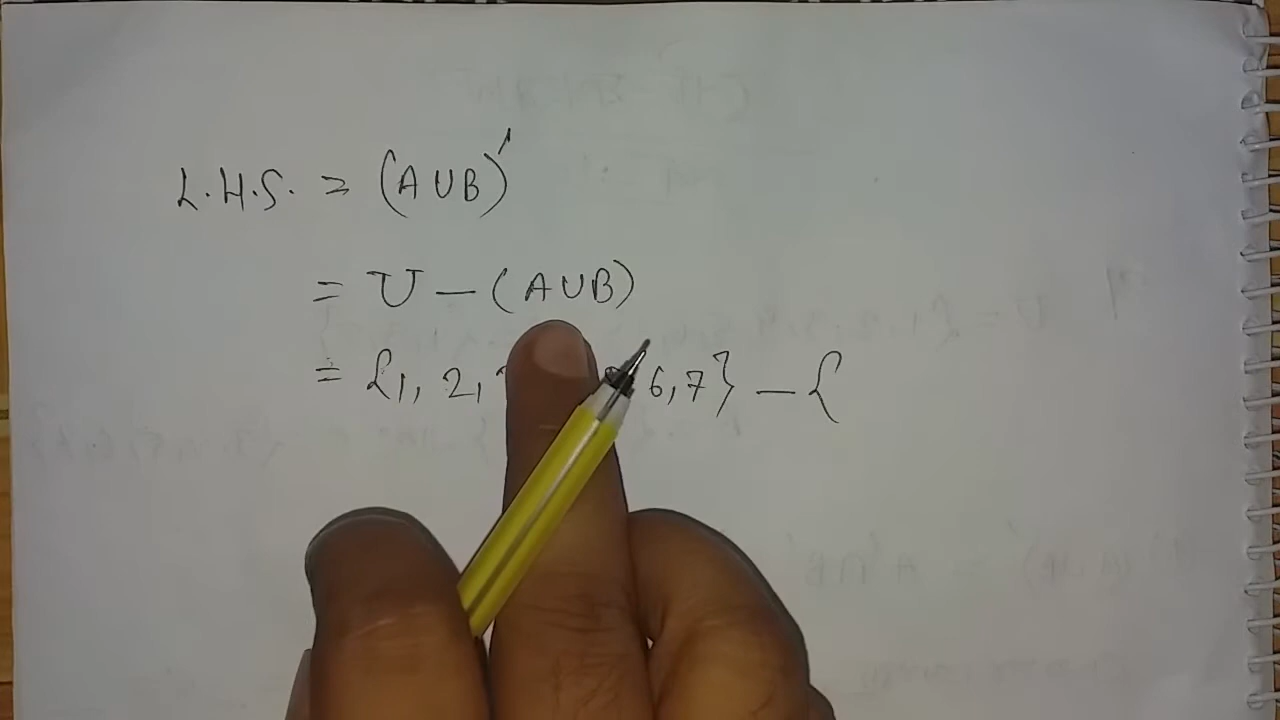 L.H.S. = (A∪B)′
= U − (A∪B)
= {1, 2, 6, 7} − {